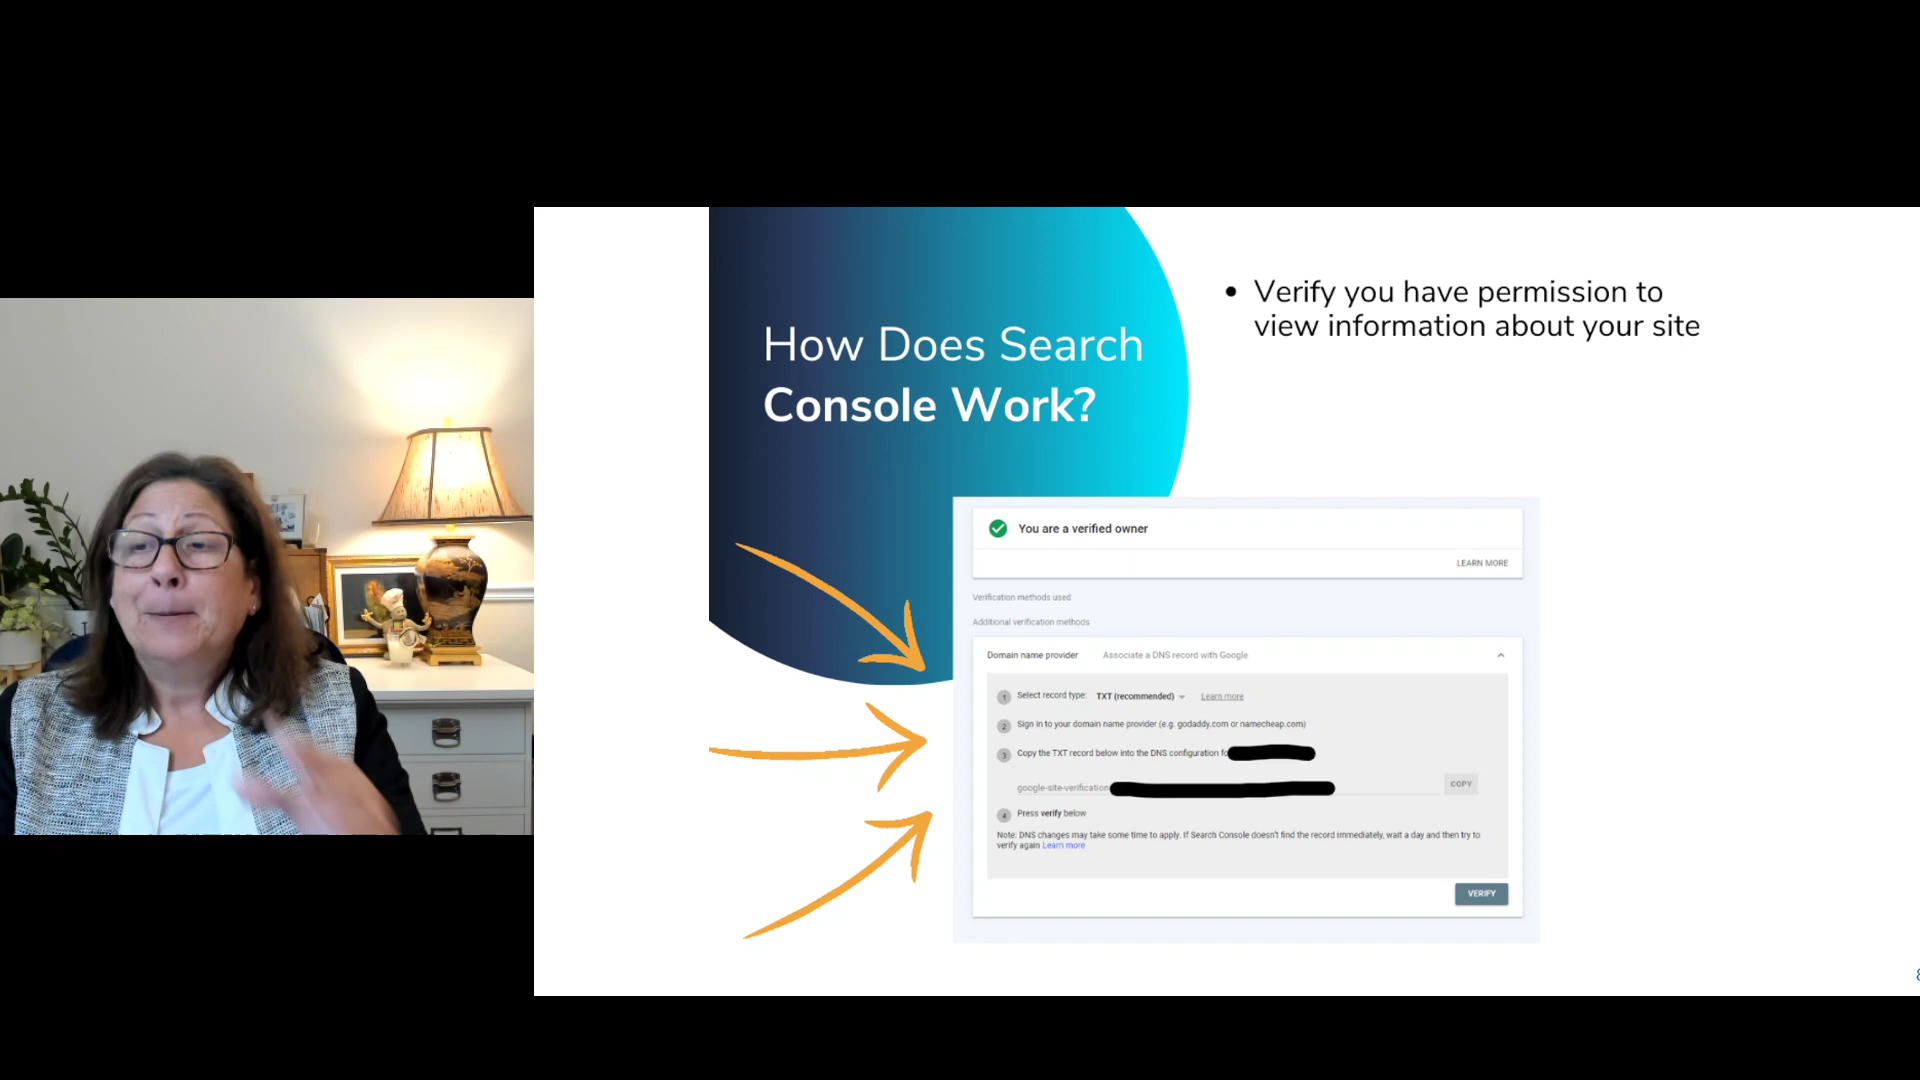 How Does Search
Console Work?
• Verify you have permission to
view information about your site
You are a verified owner
LEARN MORE
Verification methods used
Additional verification methods
Domain name provider Associate a DNS record with Google
1 Select record type: TXT (recommended) Learn more
2 Sign in to your domain name provider (e.g. godaddy.com or namecheap.com)
3 Copy the TXT record below into the DNS configuration fo
google-site-verification COPY
4 Press verify below
Note: DNS changes may take some time to apply. If Search Console doesn't find the record immediately, wait a day and then try to
verify again Learn more
VERIFY